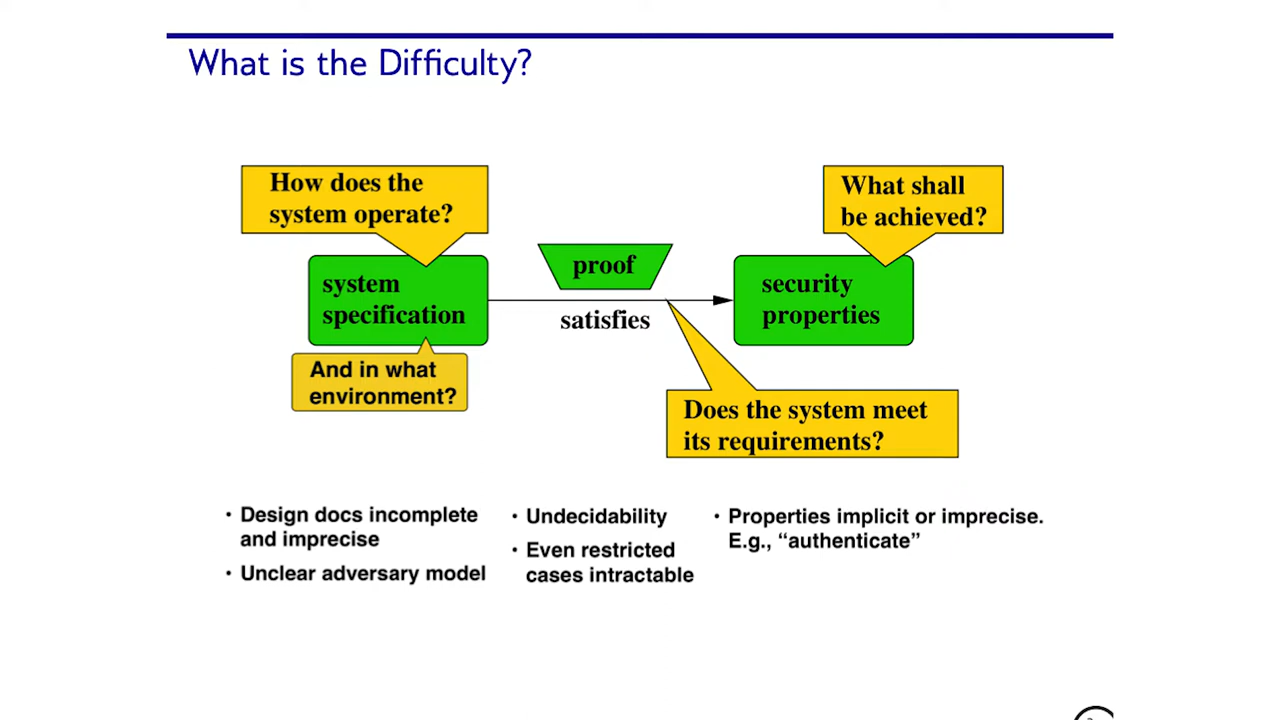 What is the Difficulty?
How does the
system operate?
What shall
be achieved?
proof
system
specification
satisfies
security
properties
And in what
environment?
Does the system meet
its requirements?
· Design docs incomplete
and imprecise
· Unclear adversary model
· Undecidability
· Even restricted
cases intractable
· Properties implicit or imprecise.
E.g., “authenticate”